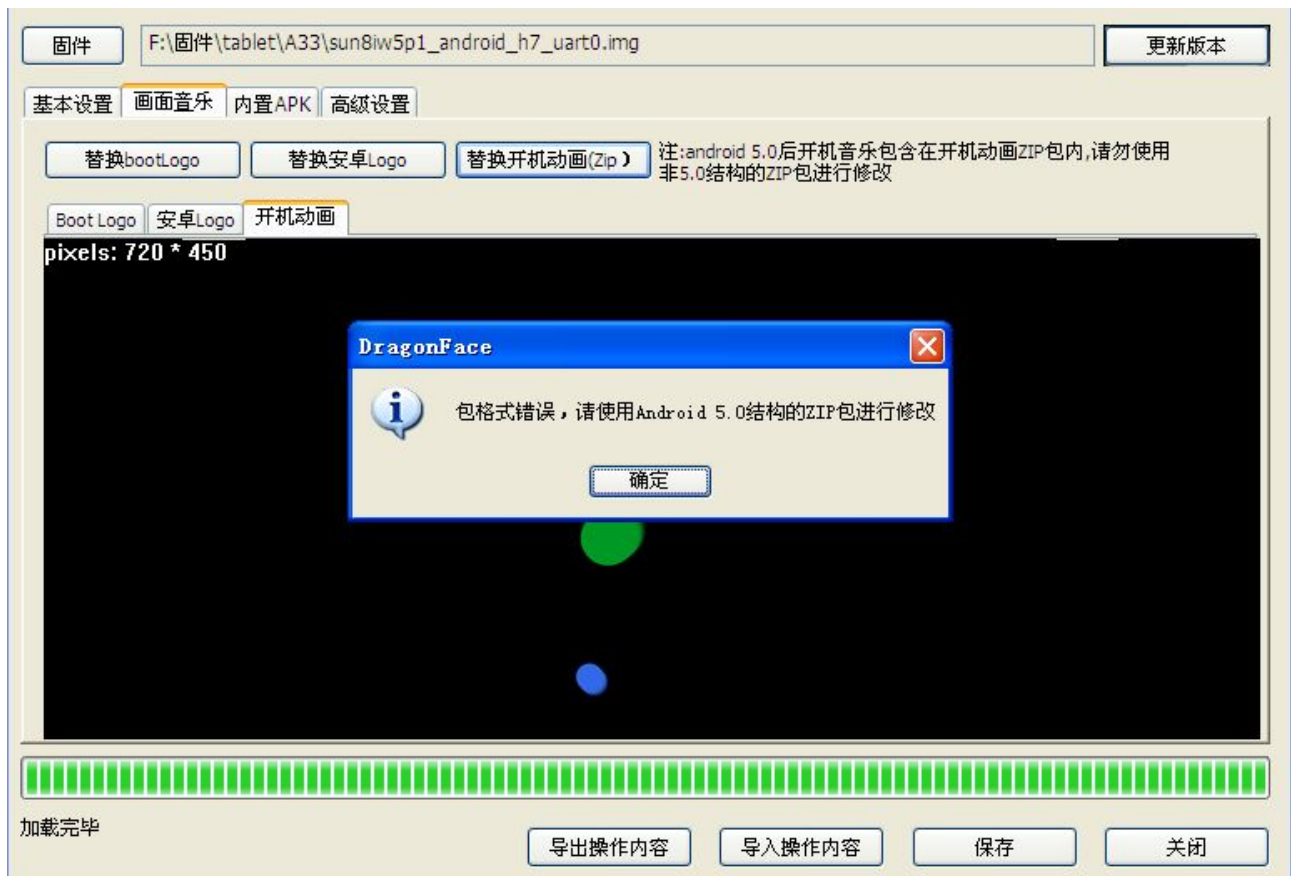 固件
F:\固件\tablet\A33\sun8iw5p1_android_h7_uart0.img
更新版本
基本设置 画面音乐 内置APK 高级设置
替换bootLogo
替换安卓Logo
替换开机动画(Zip)
注:android 5.0后开机音乐包含在开机动画ZIP包内,请勿使用
非5.0结构的ZIP包进行修改
Boot Logo 安卓Logo 开机动画
pixels: 720 * 450
DragonFace
包格式错误，请使用Android 5.0结构的ZIP包进行修改
确定
加载完毕
导出操作内容
导入操作内容
保存
关闭